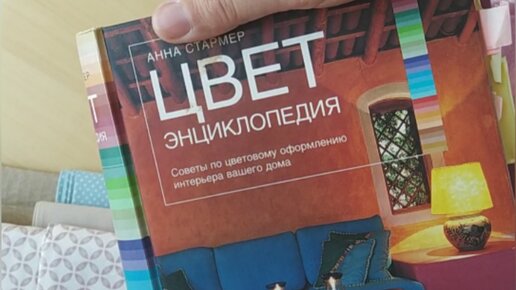 АННА СТАРМЕР
ЦВЕТ
ЭНЦИКЛОПЕДИЯ
Советы по цветовому оформлению
интерьера вашего дома